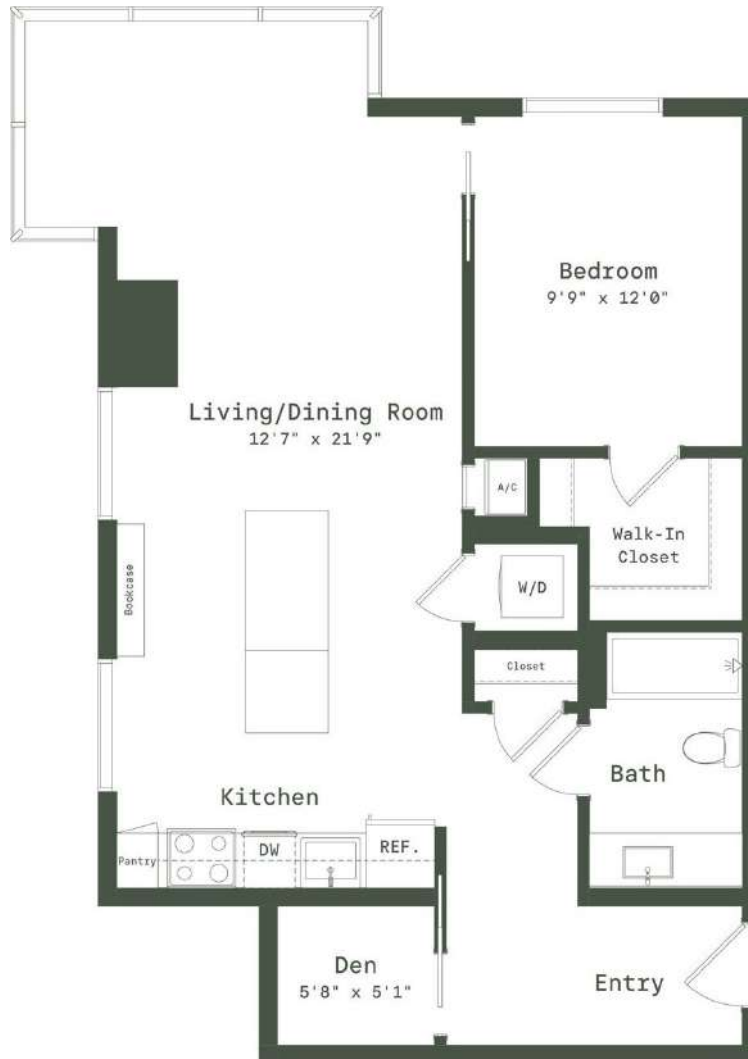 Bedroom
9'9" x 12'0"
Living/Dining Room
12'7" x 21'9"
A/C
Walk-In
Closet
Bookcase
W/D
Closet
Bath
Kitchen
Pantry
DW
REF.
Den
5'8" x 5'1"
Entry